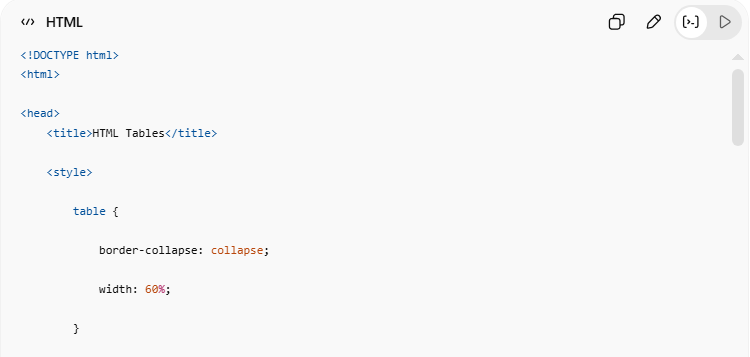 HTML
<!DOCTYPE html>
<html>
<head>
<title>HTML Tables</title>
<style>
table {
border-collapse: collapse;
width: 60%;
}